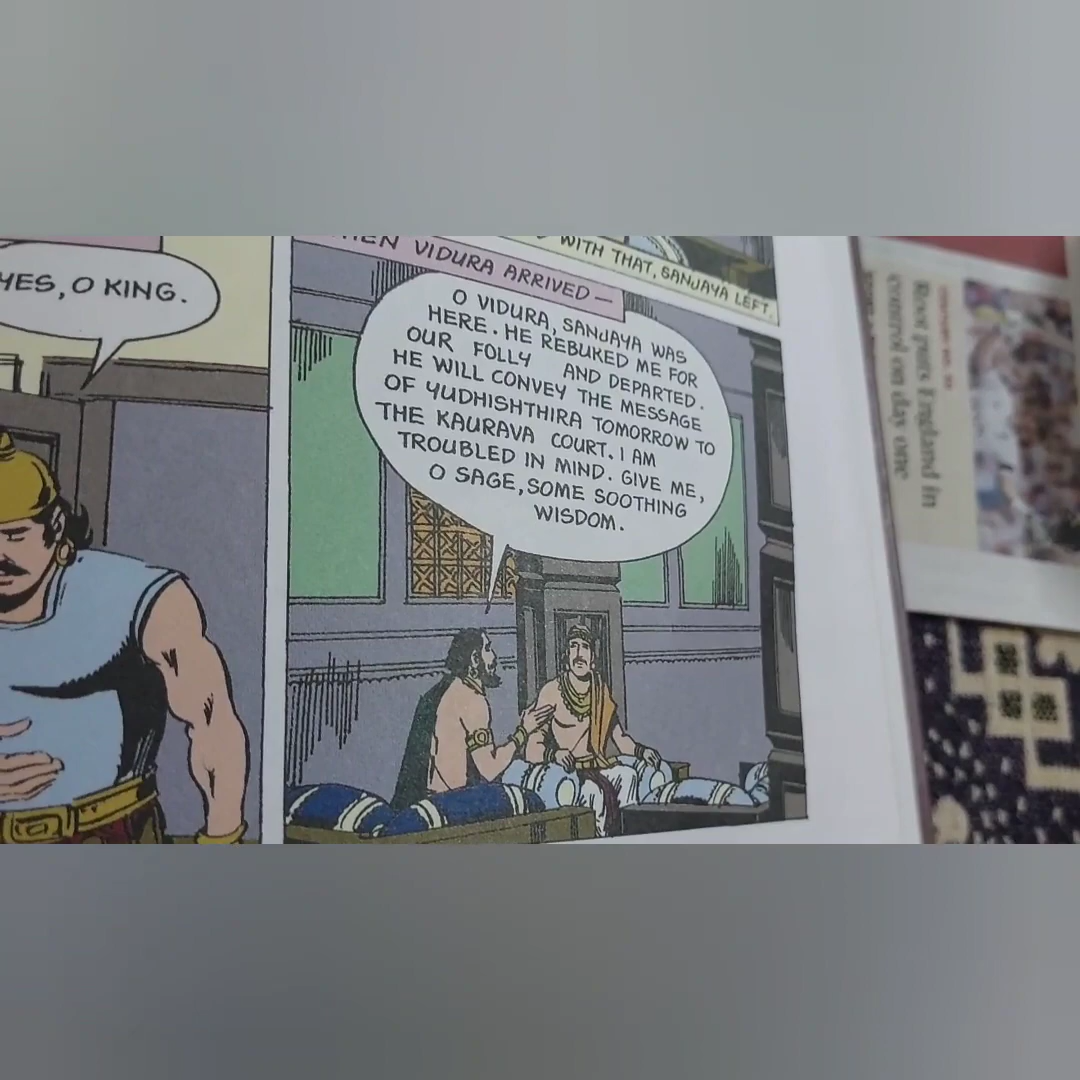 YES, O KING.
WITH THAT, SANJAYA LEFT.
VIDURA ARRIVED—
O VIDURA, SANJAYA WAS
HERE. HE REBUKED ME FOR
OUR FOLLY AND DEPARTED.
HE WILL CONVEY THE MESSAGE
OF YUDHISHTHIRA TOMORROW TO
THE KAURAVA COURT. I AM
TROUBLED IN MIND. GIVE ME,
O SAGE, SOME SOOTHING
WISDOM.
Root puts England in
control on day one